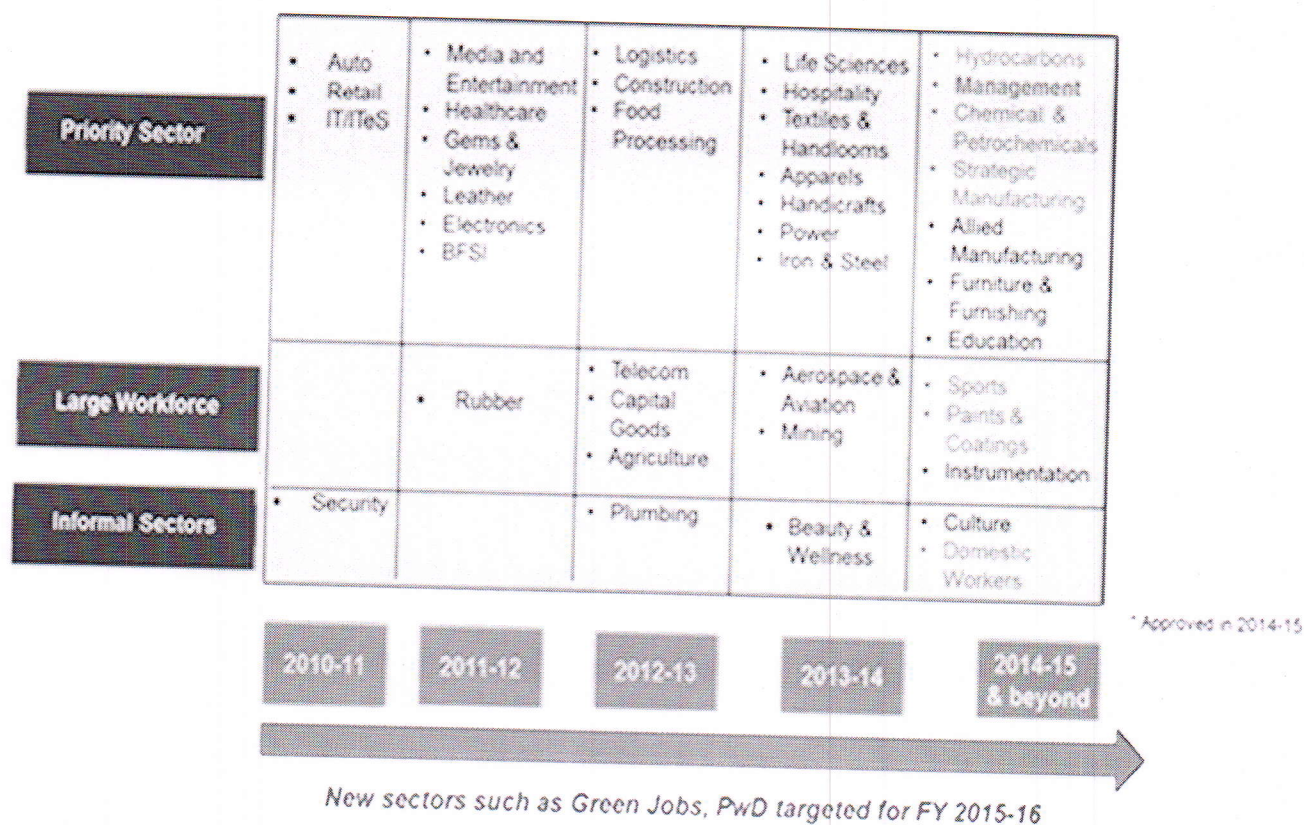 Priority Sector
• Auto
• Retail
• IT/ITeS
• Media and
Entertainment
• Healthcare
• Gems &
Jewelry
• Leather
• Electronics
• BFSI
• Logistics
• Construction
• Food
Processing
• Life Sciences
• Hospitality
• Textiles &
Handlooms
• Apparels
• Handicrafts
• Power
• Iron & Steel
• Hydrocarbons
• Management
• Chemical &
Petrochemicals
• Strategic
Manufacturing
• Allied
Manufacturing
• Furniture &
Furnishing
• Education
Large Workforce
• Rubber
• Telecom
• Capital
Goods
• Agriculture
• Aerospace &
Aviation
• Mining
• Sports
• Paints &
Coatings
• Instrumentation
Informal Sectors
• Security
• Plumbing
• Beauty &
Wellness
• Culture
• Domestic
Workers
* Approved in 2014-15
2010-11
2011-12
2012-13
2013-14
2014-15
& beyond
New sectors such as Green Jobs, PwD targeted for FY 2015-16